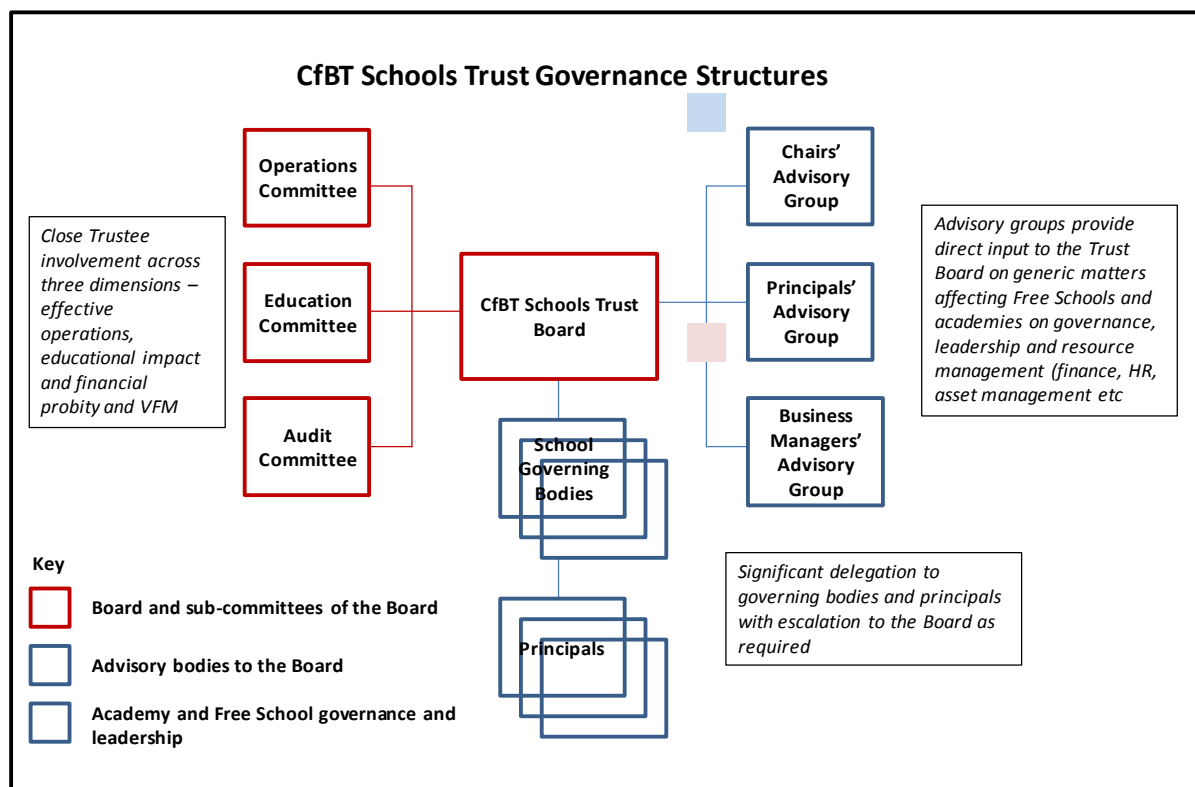 CfBT Schools Trust Governance Structures
Operations
Committee
Education
Committee
Audit
Committee
Close Trustee
involvement across
three dimensions –
effective
operations,
educational impact
and financial
probity and VFM
CfBT Schools Trust
Board
School
Governing
Bodies
Principals
Chairs’
Advisory
Group
Principals’
Advisory
Group
Business
Managers’
Advisory
Group
Advisory groups provide
direct input to the Trust
Board on generic matters
affecting Free Schools and
academies on governance,
leadership and resource
management (finance, HR,
asset management etc
Significant delegation to
governing bodies and principals
with escalation to the Board as
required
Key
Board and sub-committees of the Board
Advisory bodies to the Board
Academy and Free School governance and
leadership